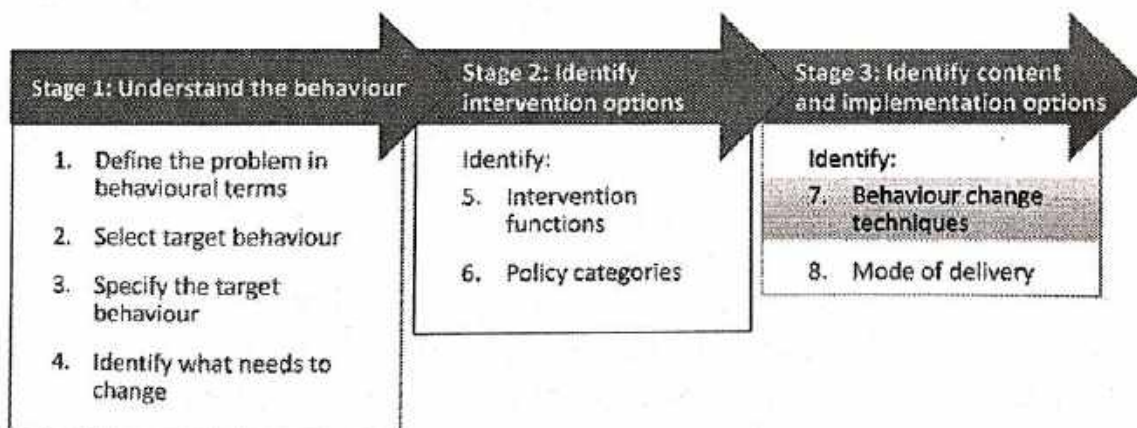 Stage 1: Understand the behaviour
1. Define the problem in
behavioural terms
2. Select target behaviour
3. Specify the target
behaviour
4. Identify what needs to
change
Stage 2: Identify
intervention options
Identify:
5. Intervention
functions
6. Policy categories
Stage 3: Identify content
and implementation options
Identify:
7. Behaviour change
techniques
8. Mode of delivery